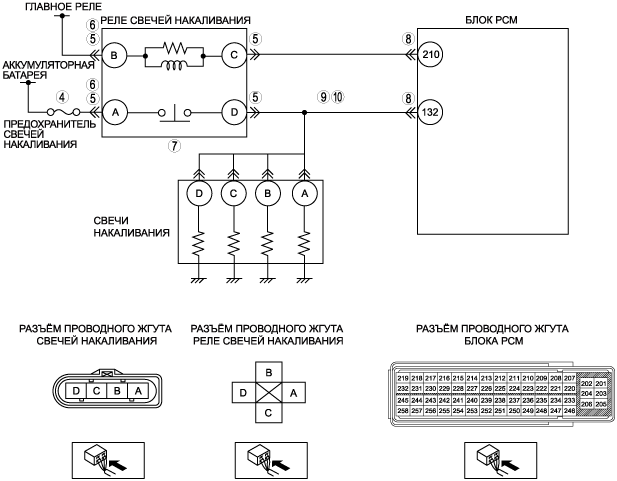 ГЛАВНОЕ РЕЛЕ
РЕЛЕ СВЕЧЕЙ НАКАЛИВАНИЯ
БЛОК PCM
6
5
B
C
5
8
210
АККУМУЛЯТОРНАЯ
БАТАРЕЯ
4
6
5
A
D
5
9 10
8
132
ПРЕДОХРАНИТЕЛЬ
СВЕЧЕЙ
НАКАЛИВАНИЯ
7
D C B A
СВЕЧИ
НАКАЛИВАНИЯ
РАЗЪЁМ ПРОВОДНОГО ЖГУТА
СВЕЧЕЙ НАКАЛИВАНИЯ
D C B A
РАЗЪЁМ ПРОВОДНОГО ЖГУТА
РЕЛЕ СВЕЧЕЙ НАКАЛИВАНИЯ
B
D A
C
РАЗЪЁМ ПРОВОДНОГО ЖГУТА
БЛОКА PCM
219 218 217 216 215 214 213 212 211 210 209 208 207
232 231 230 229 228 227 226 225 224 223 222 221 220
245 244 243 242 241 240 239 238 237 236 235 234 233
258 257 256 255 254 253 252 251 250 249 248 247 246
202 201
204 203
206 205